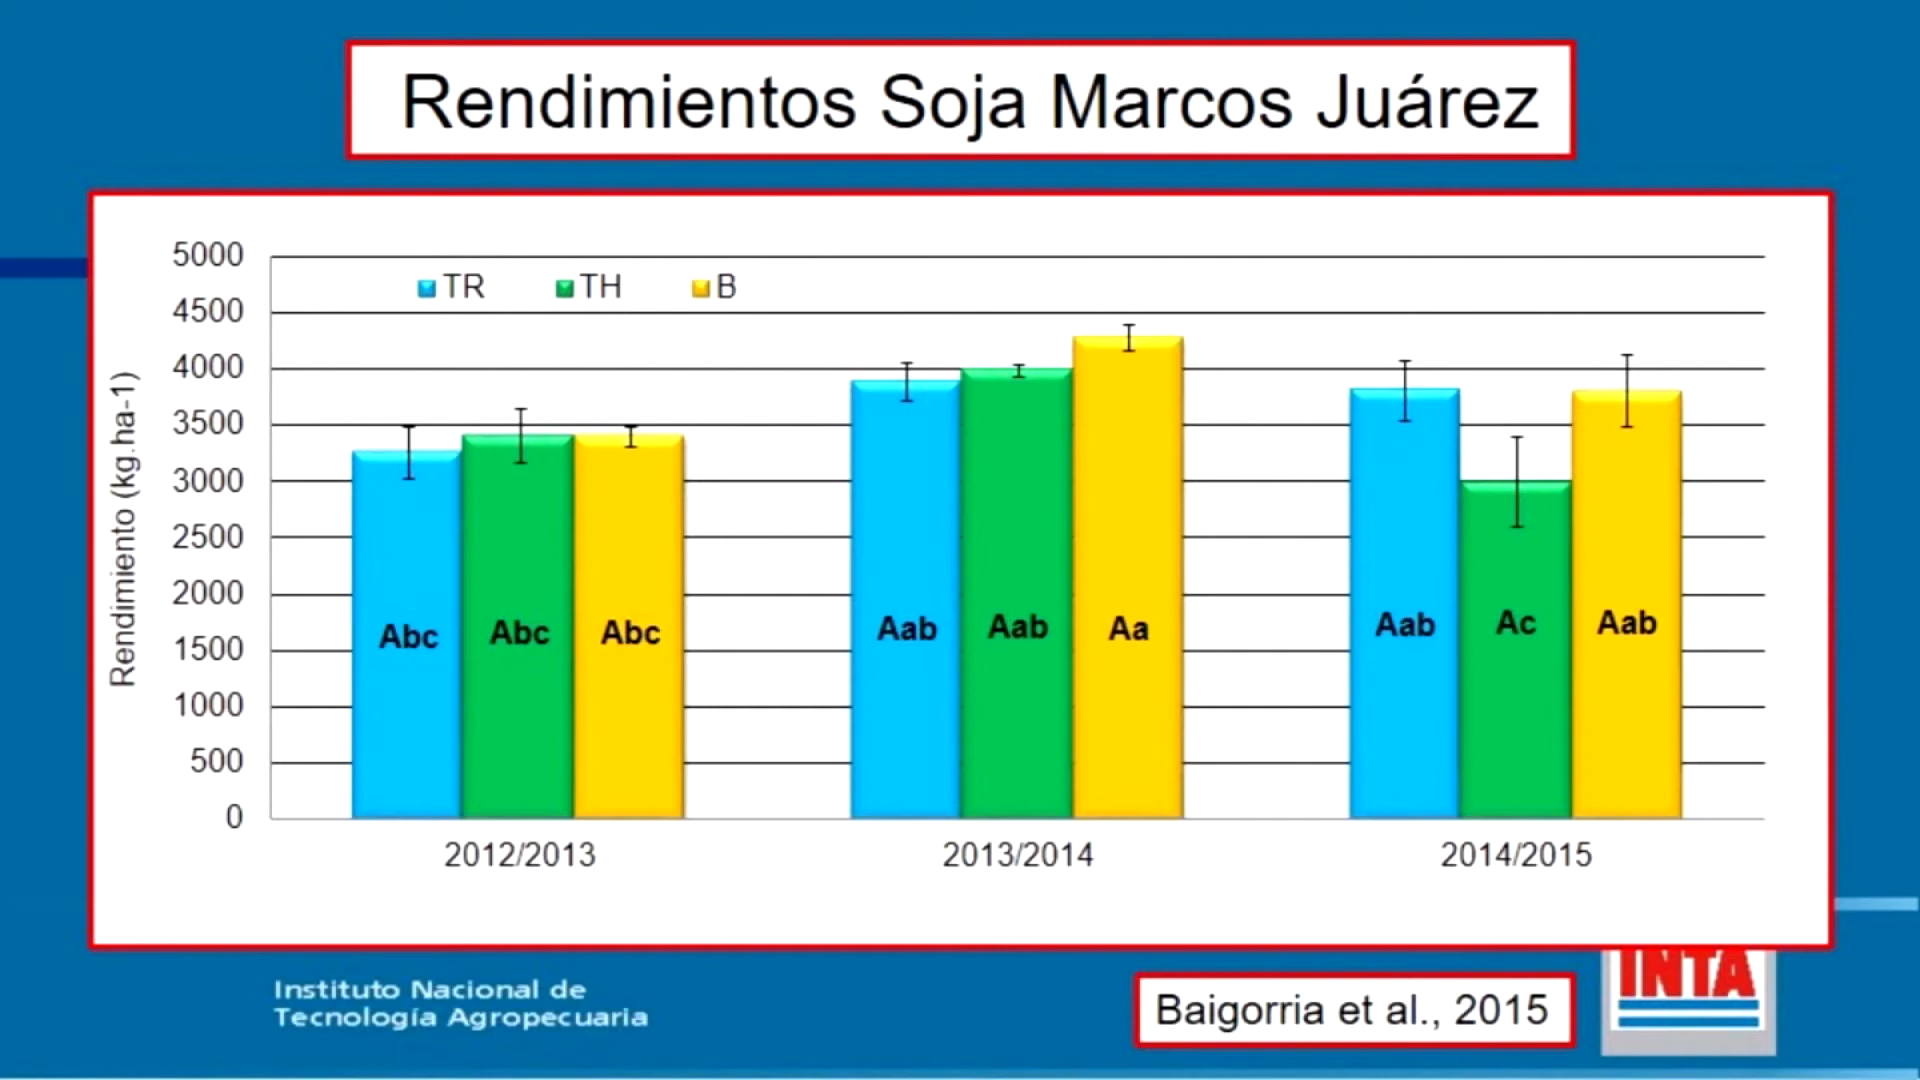 Rendimientos Soja Marcos Juárez
5000
4500
4000
3500
3000
2500
2000
1500
1000
500
0
Rendimiento (kg.ha-1)
TR TH B
Abc Abc Abc Aab Aab Aa Aab Ac Aab
2012/2013 2013/2014 2014/2015
Instituto Nacional de
Tecnología Agropecuaria
Baigorria et al., 2015
INTA